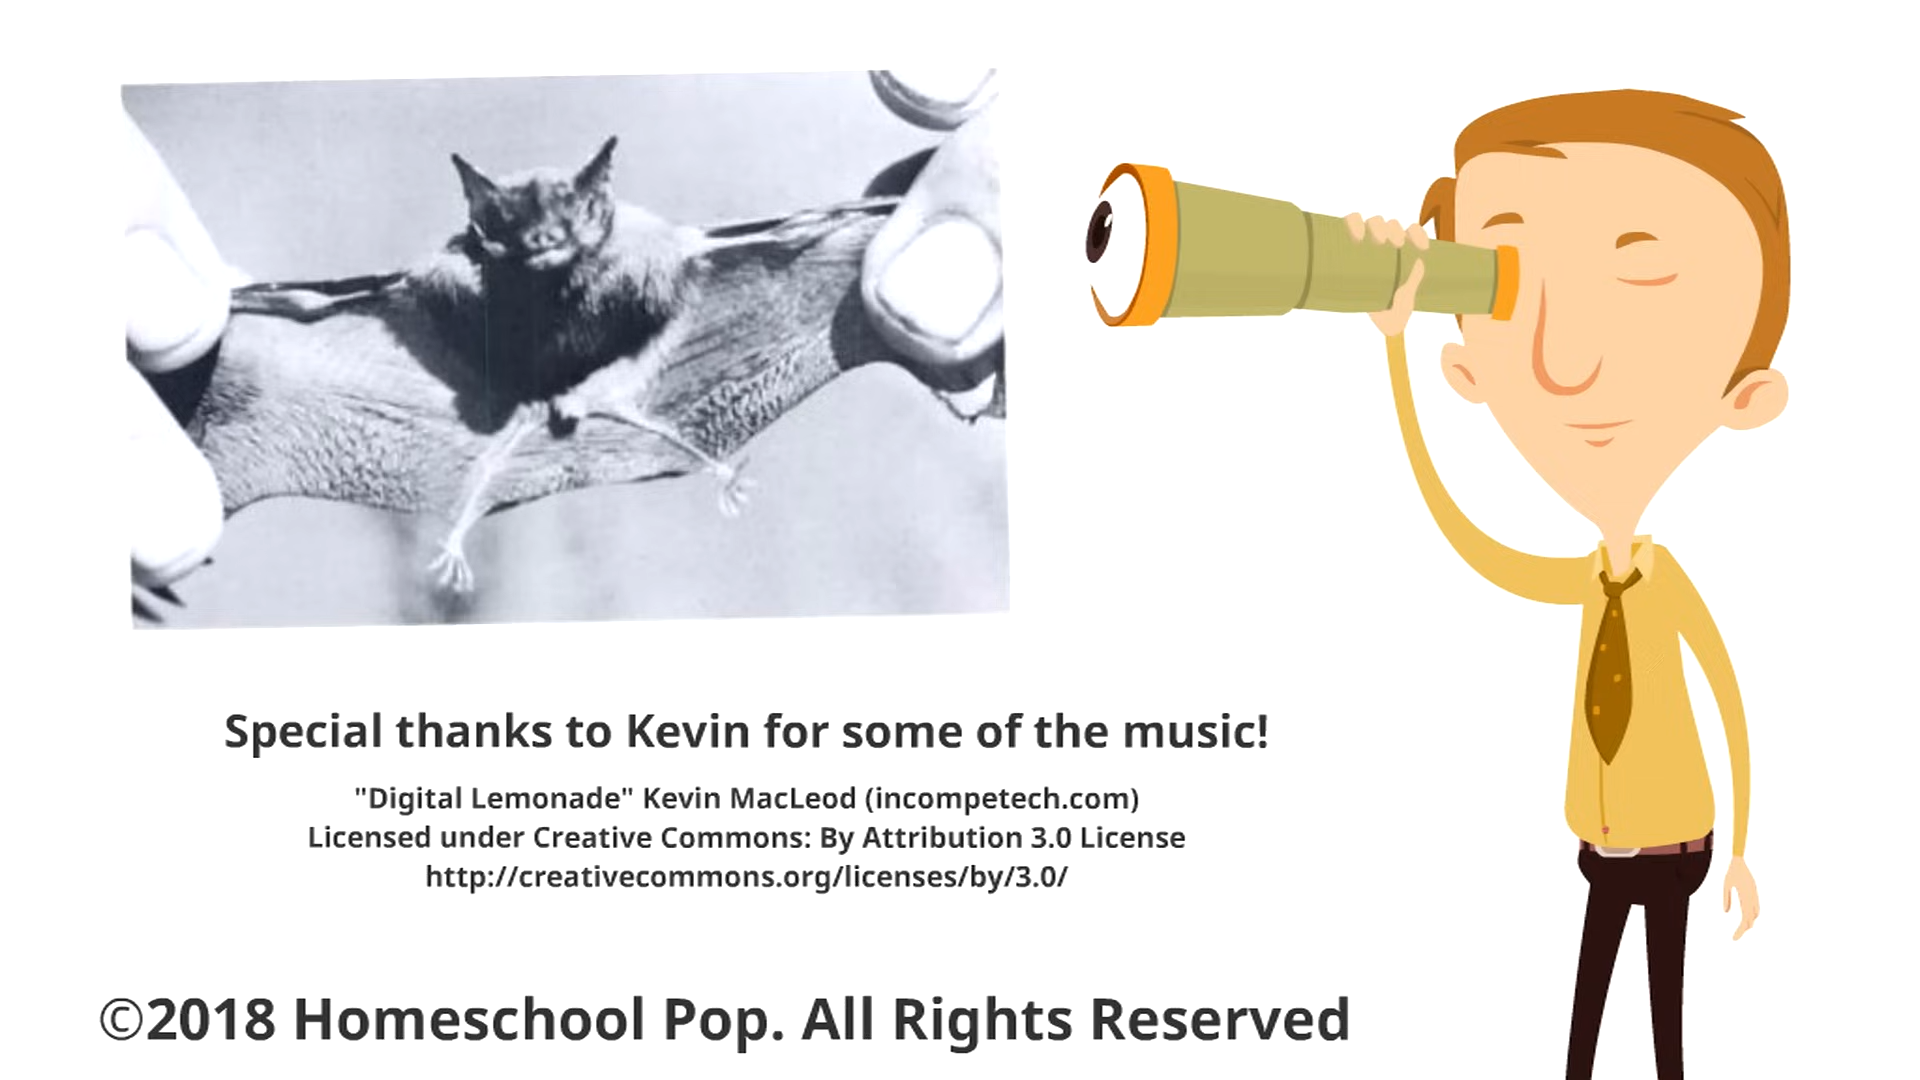 Special thanks to Kevin for some of the music!
"Digital Lemonade" Kevin MacLeod (incompetech.com)
Licensed under Creative Commons: By Attribution 3.0 License
http://creativecommons.org/licenses/by/3.0/
©2018 Homeschool Pop. All Rights Reserved